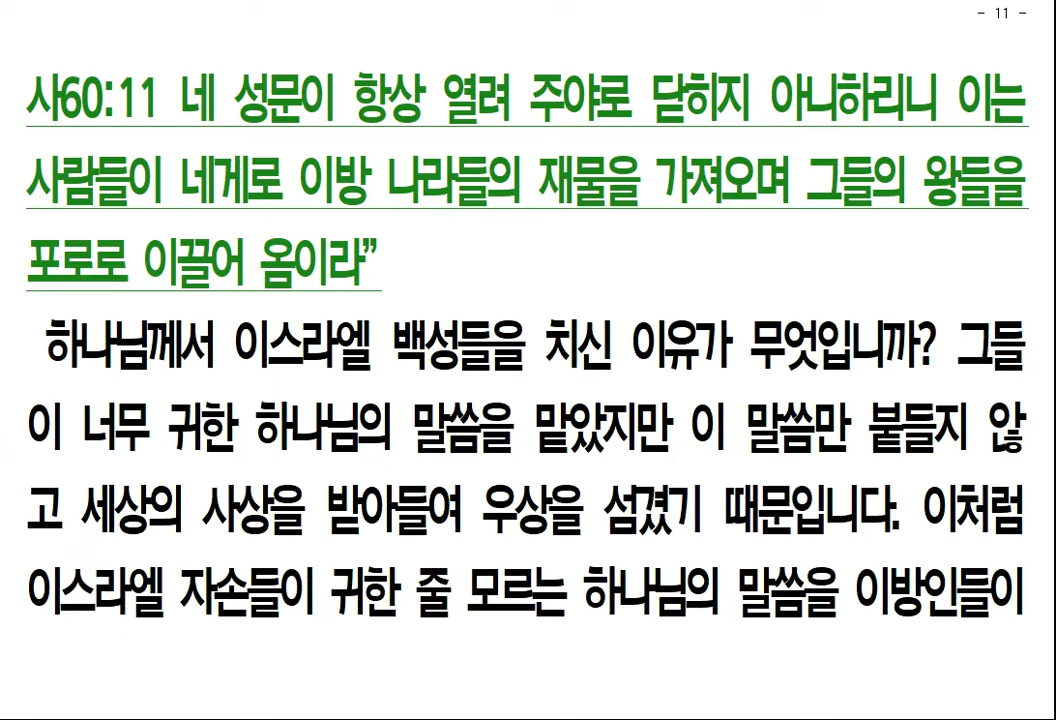 - 11 -
사60:11 네 성문이 항상 열려 주야로 닫히지 아니하리니 이는
사람들이 네게로 이방 나라들의 재물을 가져오며 그들의 왕들을
포로로 이끌어 옴이라”
하나님께서 이스라엘 백성들을 치신 이유가 무엇입니까? 그들
이 너무 귀한 하나님의 말씀을 맡았지만 이 말씀만 붙들지 않
고 세상의 사상을 받아들여 우상을 섬겼기 때문입니다. 이처럼
이스라엘 자손들이 귀한 줄 모르는 하나님의 말씀을 이방인들이